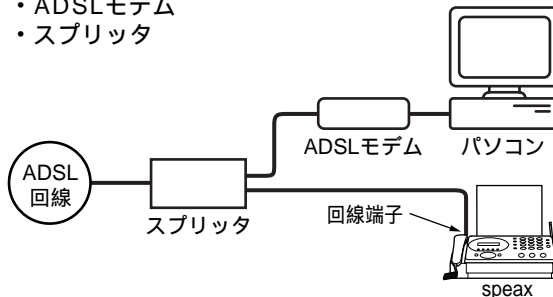 ・ADSLモデム
・スプリッタ
ADSLモデム
パソコン
ADSL
回線
スプリッタ
回線端子
speax